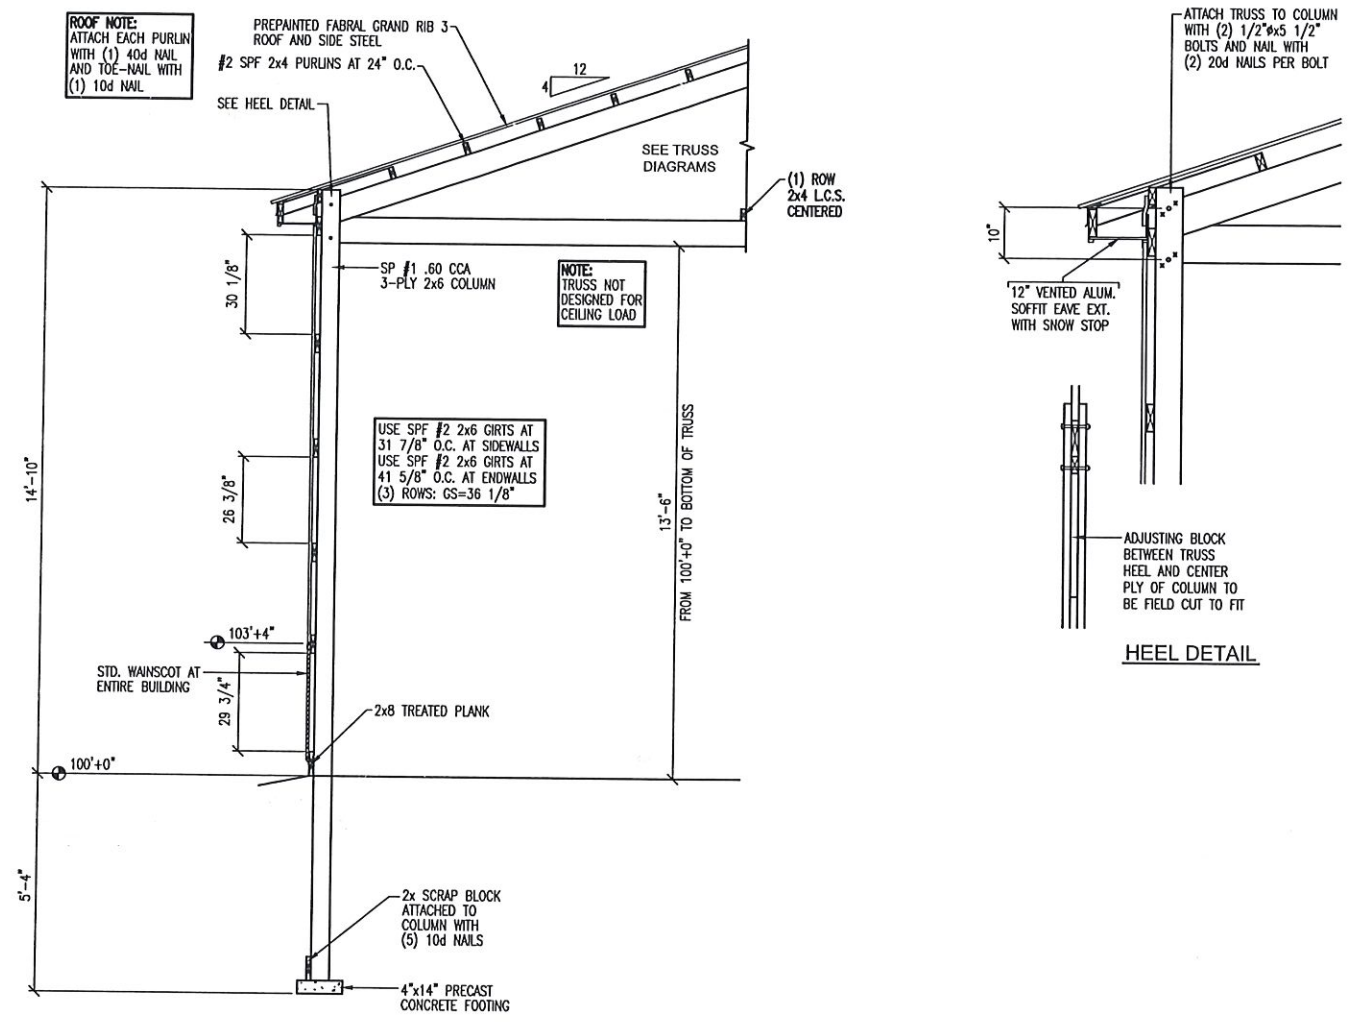 ROOF NOTE:
ATTACH EACH PURLIN
WITH (1) 40d NAIL
AND TOE-NAIL WITH
(1) 10d NAIL
PREPAINTED FABRAL GRAND RIB 3
ROOF AND SIDE STEEL
#2 SPF 2x4 PURLINS AT 24" O.C.
SEE HEEL DETAIL
12
4
SEE TRUSS
DIAGRAMS
(1) ROW
2x4 L.C.S.
CENTERED
SP #1 .60 CCA
3-PLY 2x6 COLUMN
NOTE:
TRUSS NOT
DESIGNED FOR
CEILING LOAD
30 1/8"
USE SPF #2 2x6 GIRTS AT
31 7/8" O.C. AT SIDEWALLS
USE SPF #2 2x6 GIRTS AT
41 5/8" O.C. AT ENDWALLS
(3) ROWS: GS=36 1/8"
14'-10"
26 3/8"
13'-6"
FROM 100'+0" TO BOTTOM OF TRUSS
103'+4"
STD. WAINSCOT AT
ENTIRE BUILDING
29 3/4"
2x8 TREATED PLANK
100'+0"
5'-4"
2x SCRAP BLOCK
ATTACHED TO
COLUMN WITH
(5) 10d NAILS
4"x14" PRECAST
CONCRETE FOOTING
ATTACH TRUSS TO COLUMN
WITH (2) 1/2"øx5 1/2"
BOLTS AND NAIL WITH
(2) 20d NAILS PER BOLT
10"
12" VENTED ALUM.
SOFFIT EAVE EXT.
WITH SNOW STOP
ADJUSTING BLOCK
BETWEEN TRUSS
HEEL AND CENTER
PLY OF COLUMN TO
BE FIELD CUT TO FIT
HEEL DETAIL